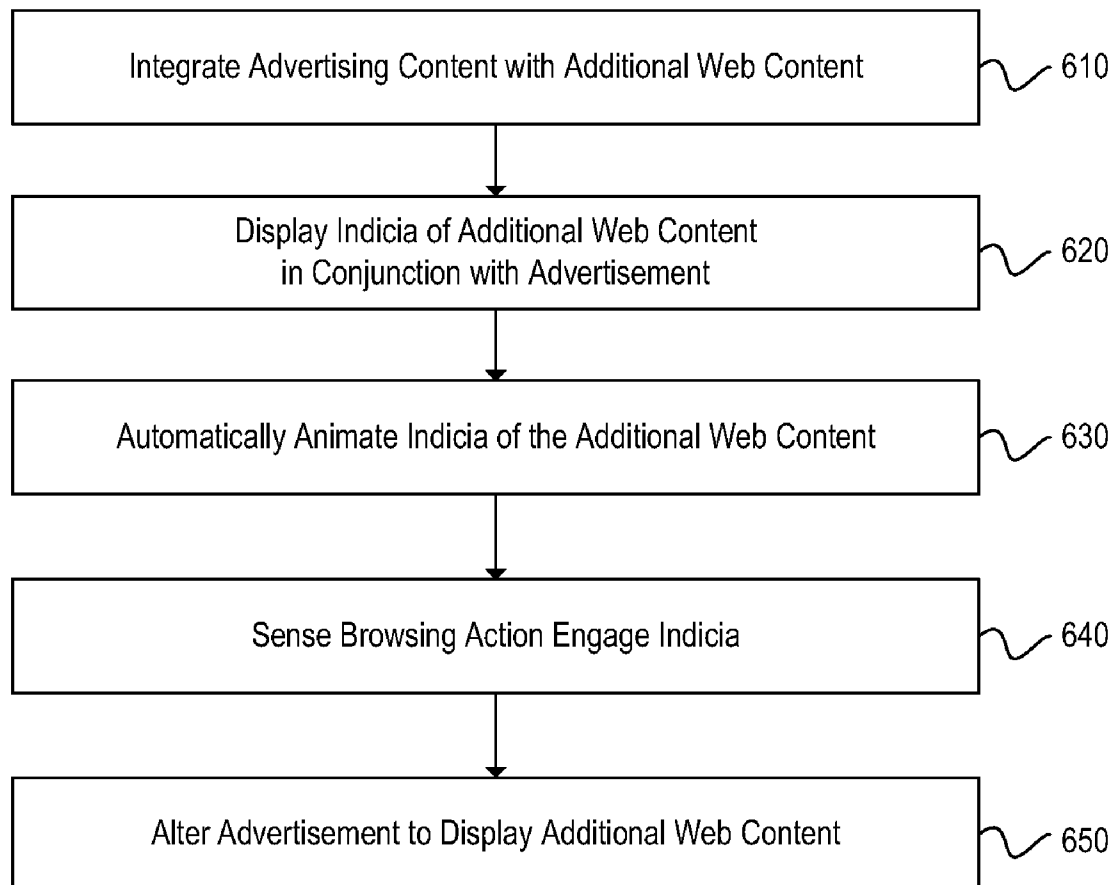 Integrate Advertising Content with Additional Web Content
610
Display Indicia of Additional Web Content
in Conjunction with Advertisement
620
Automatically Animate Indicia of the Additional Web Content
630
Sense Browsing Action Engage Indicia
640
Alter Advertisement to Display Additional Web Content
650